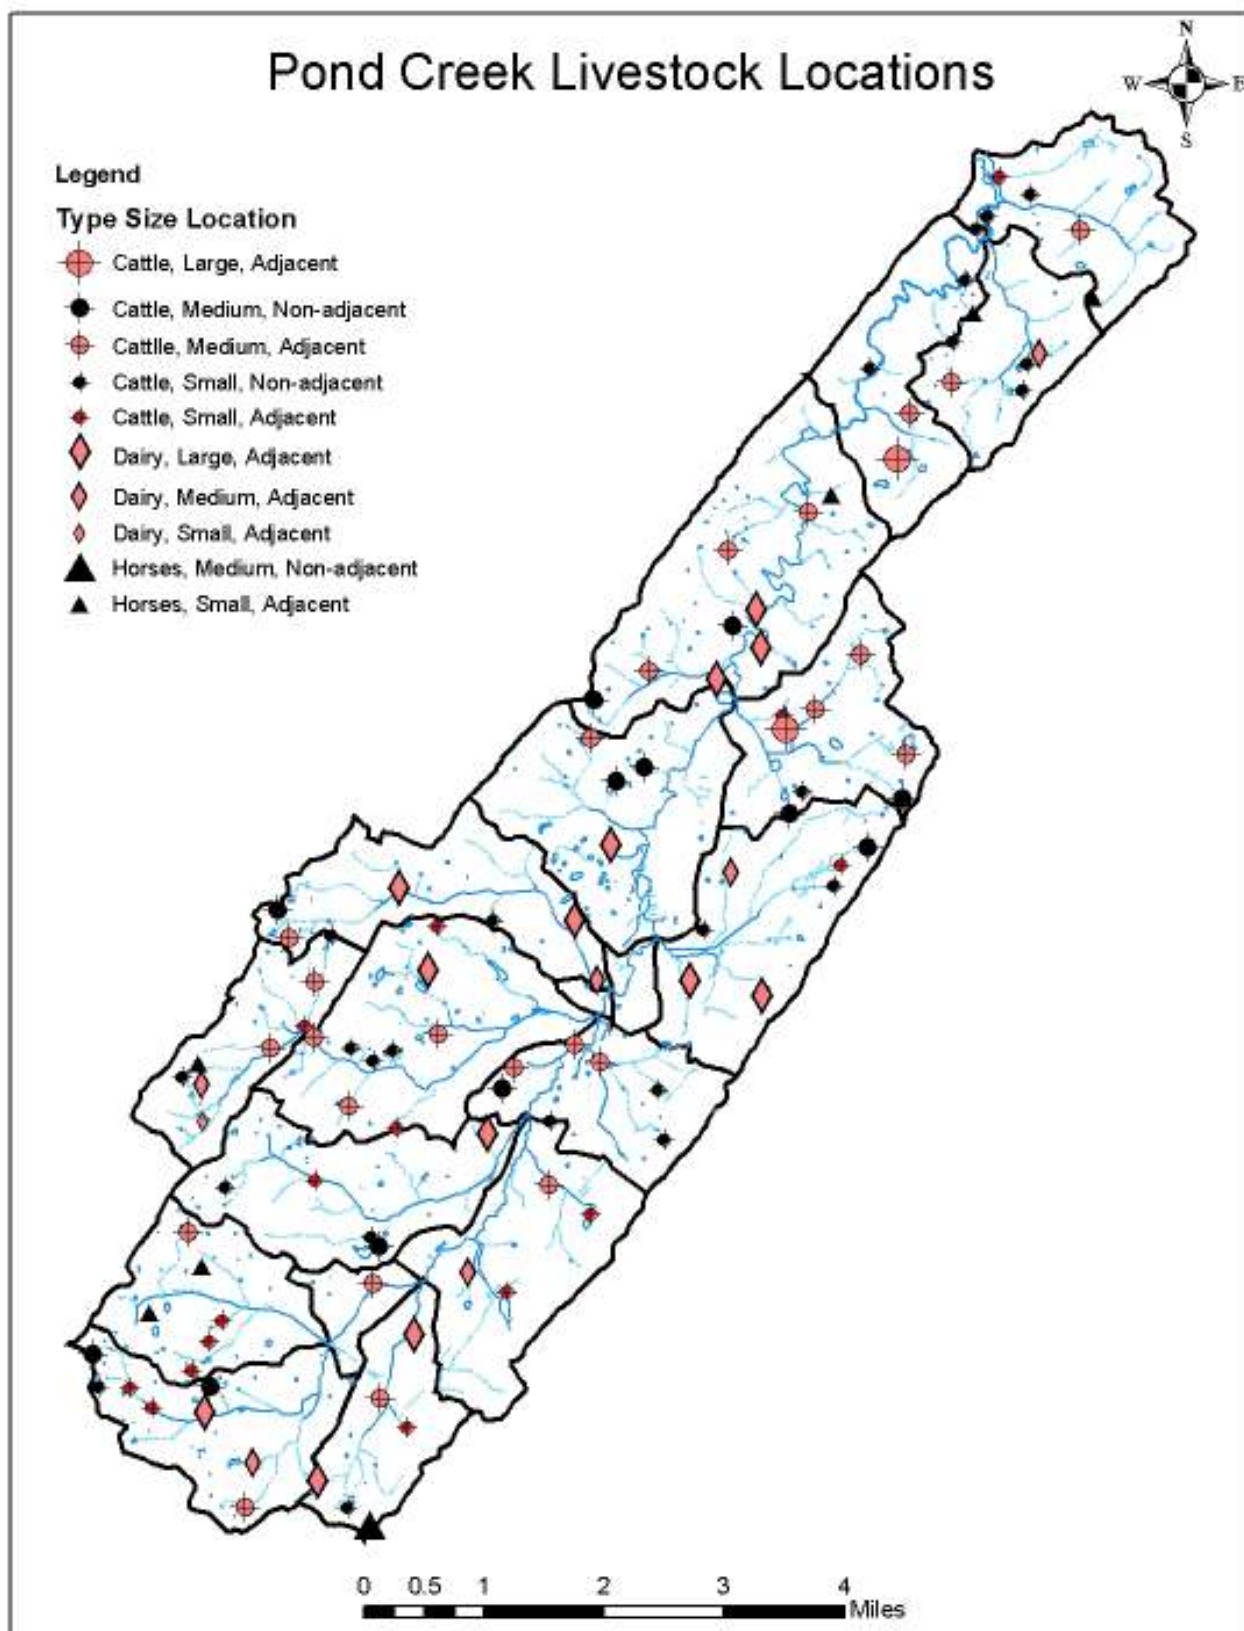 Pond Creek Livestock Locations
N
W E
S
Legend
Type Size Location
Cattle, Large, Adjacent
Cattle, Medium, Non-adjacent
Cattlle, Medium, Adjacent
Cattle, Small, Non-adjacent
Cattle, Small, Adjacent
Dairy, Large, Adjacent
Dairy, Medium, Adjacent
Dairy, Small, Adjacent
Horses, Medium, Non-adjacent
Horses, Small, Adjacent
0 0.5 1 2 3 4
Miles